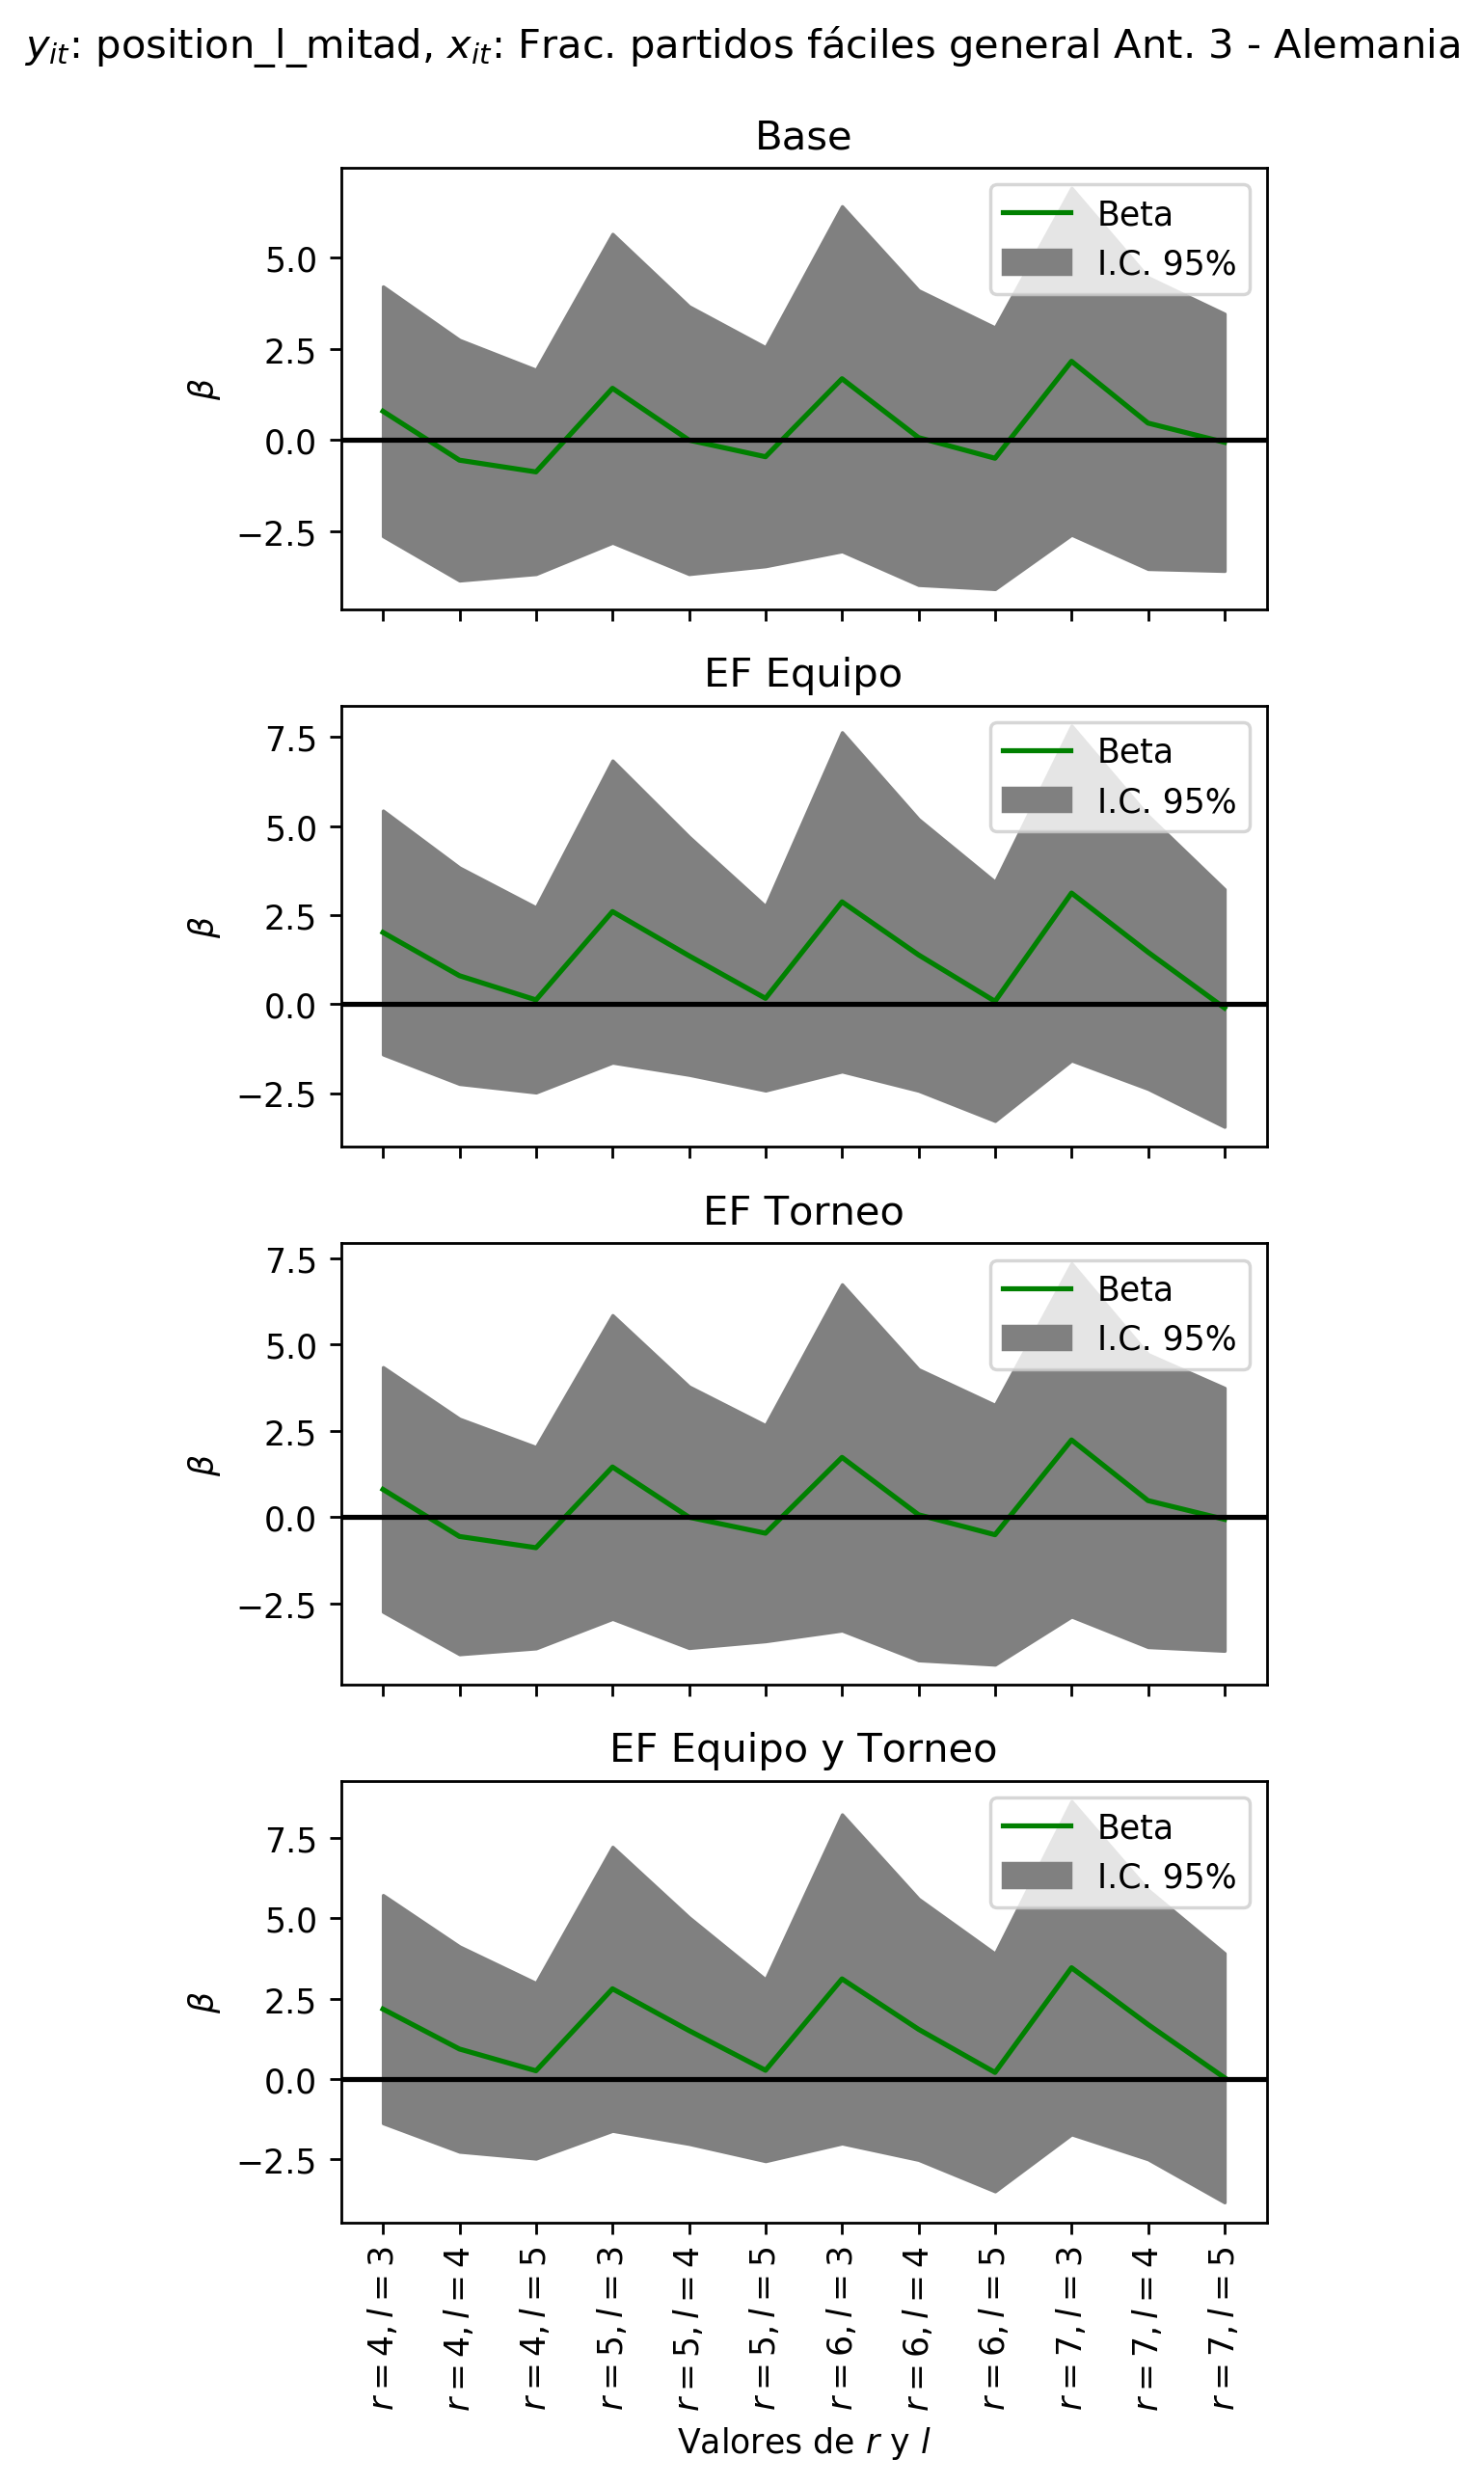 y_it: position_l_mitad, x_it: Frac. partidos fáciles general Ant. 3 - Alemania
Base
Beta
I.C. 95%
5.0
2.5
0.0
−2.5
β
EF Equipo
Beta
I.C. 95%
7.5
5.0
2.5
0.0
−2.5
β
EF Torneo
Beta
I.C. 95%
7.5
5.0
2.5
0.0
−2.5
β
EF Equipo y Torneo
Beta
I.C. 95%
7.5
5.0
2.5
0.0
−2.5
β
r = 4, l = 3
r = 4, l = 4
r = 4, l = 5
r = 5, l = 3
r = 5, l = 4
r = 5, l = 5
r = 6, l = 3
r = 6, l = 4
r = 6, l = 5
r = 7, l = 3
r = 7, l = 4
r = 7, l = 5
Valores de r y l